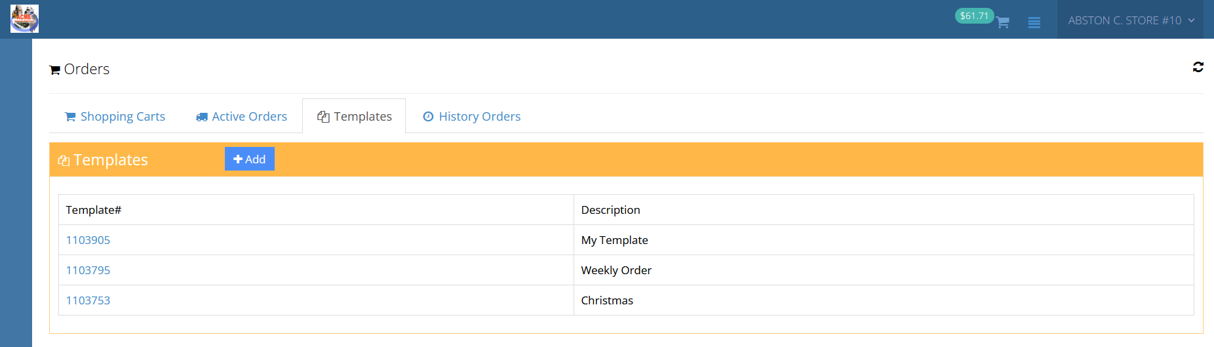 ACME
$61.71
ABSTON C. STORE #10
Orders
Shopping Carts Active Orders Templates History Orders
Templates Add
Template# Description
1103905 My Template
1103795 Weekly Order
1103753 Christmas